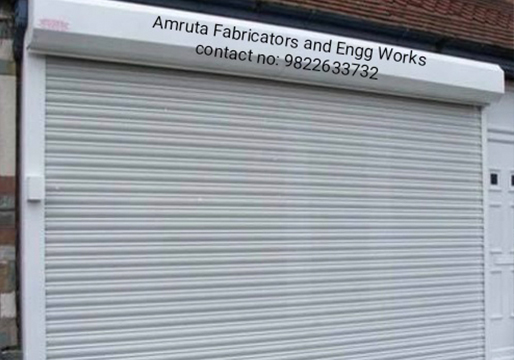 Amruta Fabricators and Engg Works
contact no: 9822633732